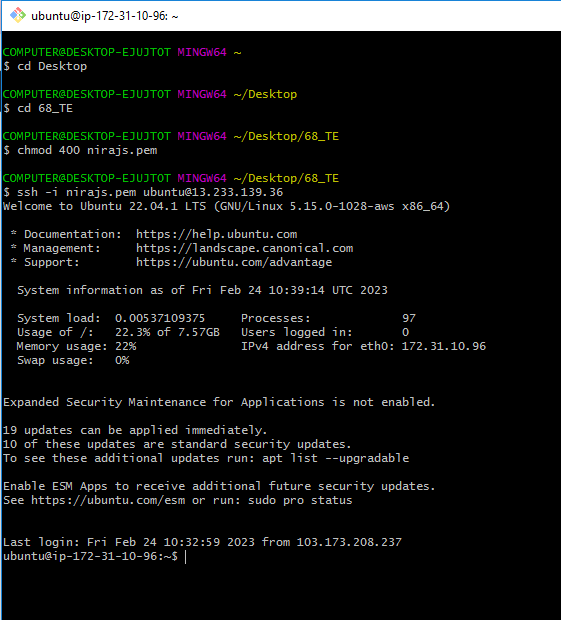 ubuntu@ip-172-31-10-96: ~
COMPUTER@DESKTOP-EJUJTOT MINGW64 ~
$ cd Desktop
COMPUTER@DESKTOP-EJUJTOT MINGW64 ~/Desktop
$ cd 68_TE
COMPUTER@DESKTOP-EJUJTOT MINGW64 ~/Desktop/68_TE
$ chmod 400 nirajs.pem
COMPUTER@DESKTOP-EJUJTOT MINGW64 ~/Desktop/68_TE
$ ssh -i nirajs.pem ubuntu@13.233.139.36
Welcome to Ubuntu 22.04.1 LTS (GNU/Linux 5.15.0-1028-aws x86_64)
* Documentation:  https://help.ubuntu.com
* Management:     https://landscape.canonical.com
* Support:        https://ubuntu.com/advantage
System information as of Fri Feb 24 10:39:14 UTC 2023
System load:  0.00537109375     Processes:             97
Usage of /:   22.3% of 7.57GB   Users logged in:       0
Memory usage: 22%               IPv4 address for eth0: 172.31.10.96
Swap usage:   0%
Expanded Security Maintenance for Applications is not enabled.
19 updates can be applied immediately.
10 of these updates are standard security updates.
To see these additional updates run: apt list --upgradable
Enable ESM Apps to receive additional future security updates.
See https://ubuntu.com/esm or run: sudo pro status
Last login: Fri Feb 24 10:32:59 2023 from 103.173.208.237
ubuntu@ip-172-31-10-96:~$